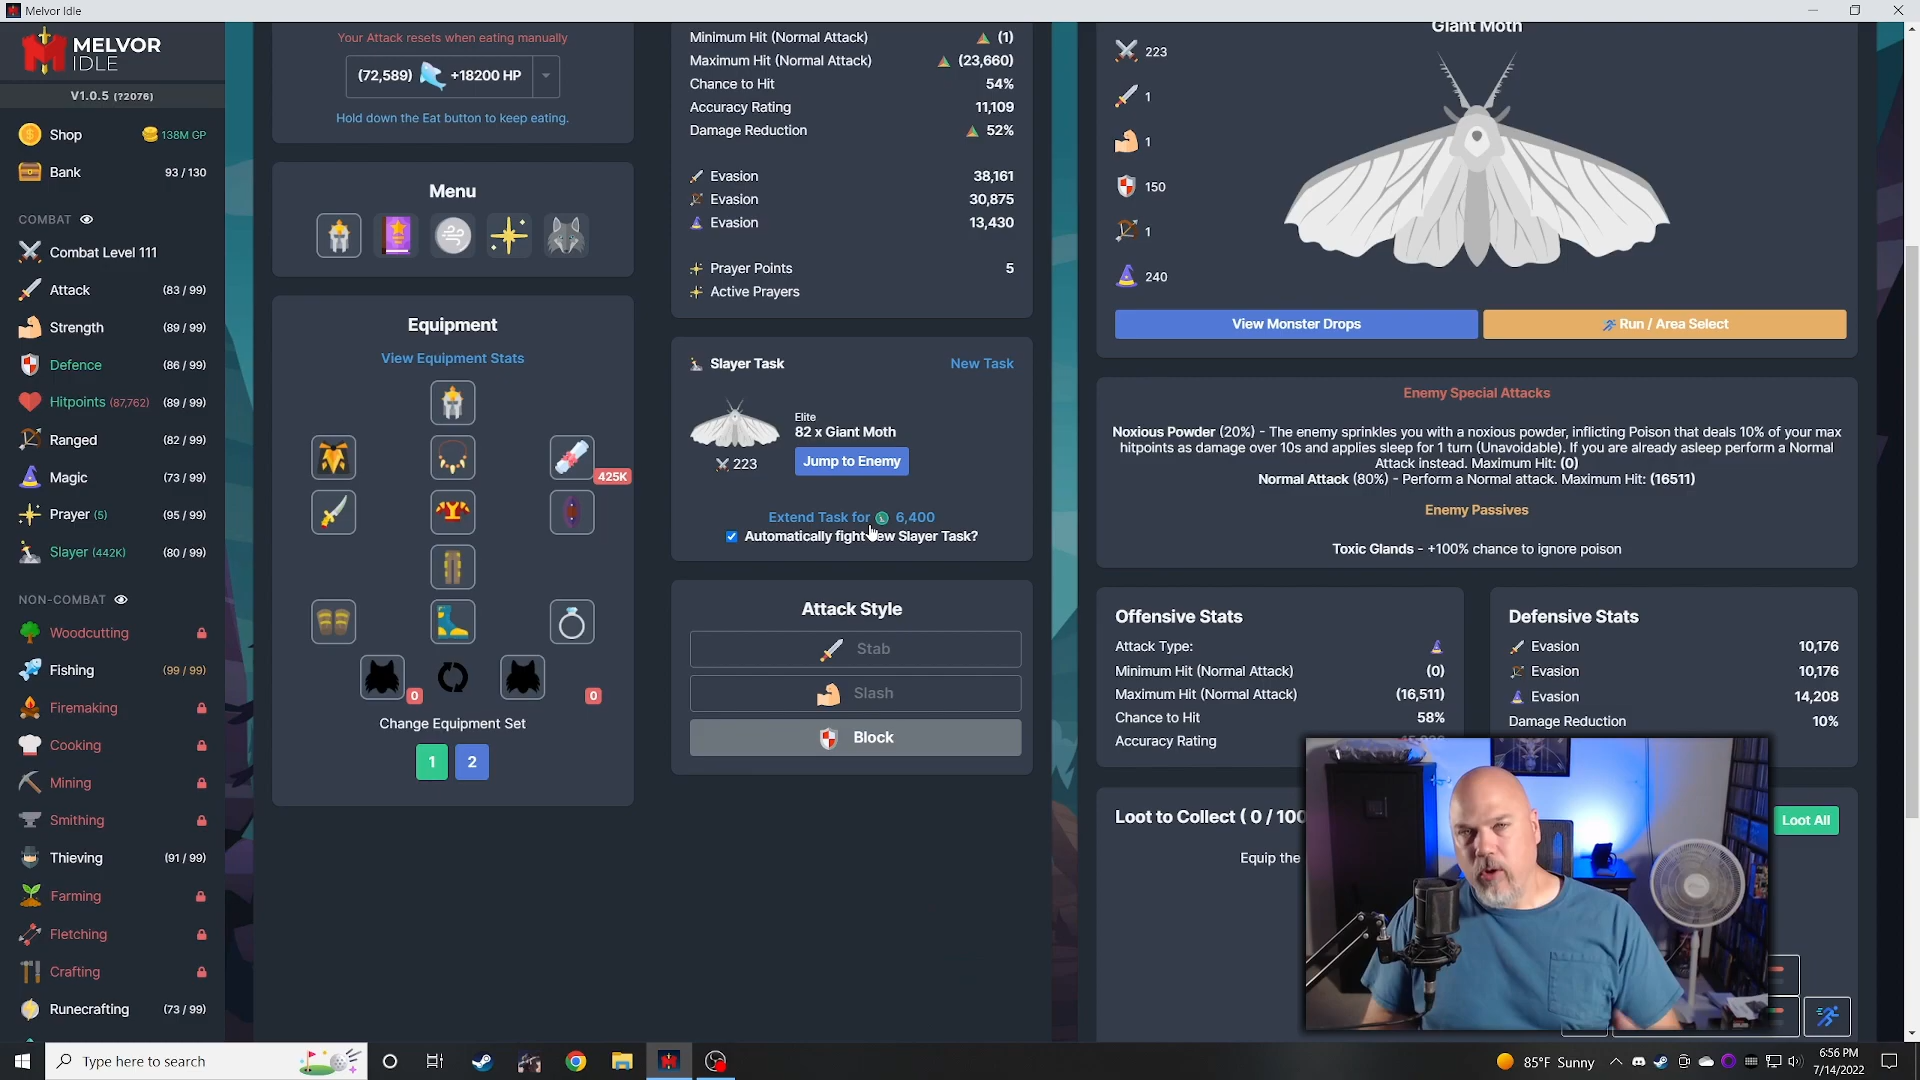 Melvor Idle
MELVOR
IDLE
V1.0.5 (?2076)
Shop 138M GP
Bank 93 / 130
COMBAT
Combat Level 111
Attack (83 / 99)
Strength (89 / 99)
Defence (86 / 99)
Hitpoints (87,762) (89 / 99)
Ranged (82 / 99)
Magic (73 / 99)
Prayer (5) (95 / 99)
Slayer (442K) (80 / 99)
NON-COMBAT
Woodcutting
Fishing (99 / 99)
Firemaking
Cooking
Mining
Smithing
Thieving (91 / 99)
Farming
Fletching
Crafting
Runecrafting (73 / 99)
Your Attack resets when eating manually
(72,589) +18200 HP
Hold down the Eat button to keep eating.
Menu
Equipment
View Equipment Stats
425K
0
0
Change Equipment Set
1 2
Minimum Hit (Normal Attack) (1)
Maximum Hit (Normal Attack) (23,660)
Chance to Hit 54%
Accuracy Rating 11,109
Damage Reduction 52%
Evasion 38,161
Evasion 30,875
Evasion 13,430
Prayer Points 5
Active Prayers
Slayer Task New Task
Elite
82 x Giant Moth
223
Jump to Enemy
Extend Task for 6,400
Automatically fight new Slayer Task?
Attack Style
Stab
Slash
Block
Giant Moth
223
1
1
150
1
240
View Monster Drops
Run / Area Select
Enemy Special Attacks
Noxious Powder (20%) - The enemy sprinkles you with a noxious powder, inflicting Poison that deals 10% of your max
hitpoints as damage over 10s and applies sleep for 1 turn (Unavoidable). If you are already asleep perform a Normal
Attack instead. Maximum Hit: (0)
Normal Attack (80%) - Perform a Normal attack. Maximum Hit: (16511)
Enemy Passives
Toxic Glands - +100% chance to ignore poison
Offensive Stats
Attack Type:
Minimum Hit (Normal Attack) (0)
Maximum Hit (Normal Attack) (16,511)
Chance to Hit 58%
Accuracy Rating
Defensive Stats
Evasion 10,176
Evasion 10,176
Evasion 14,208
Damage Reduction 10%
Loot to Collect ( 0 / 100
Loot All
Equip the
Type here to search
85°F Sunny
6:56 PM
7/14/2022